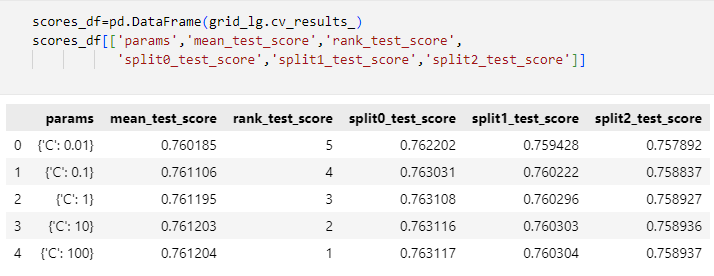 scores_df=pd.DataFrame(grid_lg.cv_results_)
scores_df[['params','mean_test_score','rank_test_score',
'split0_test_score','split1_test_score','split2_test_score']]
params mean_test_score rank_test_score split0_test_score split1_test_score split2_test_score
0 {'C': 0.01} 0.760185 5 0.762202 0.759428 0.757892
1 {'C': 0.1} 0.761106 4 0.763031 0.760222 0.758837
2 {'C': 1} 0.761195 3 0.763108 0.760296 0.758927
3 {'C': 10} 0.761203 2 0.763116 0.760303 0.758936
4 {'C': 100} 0.761204 1 0.763117 0.760304 0.758937